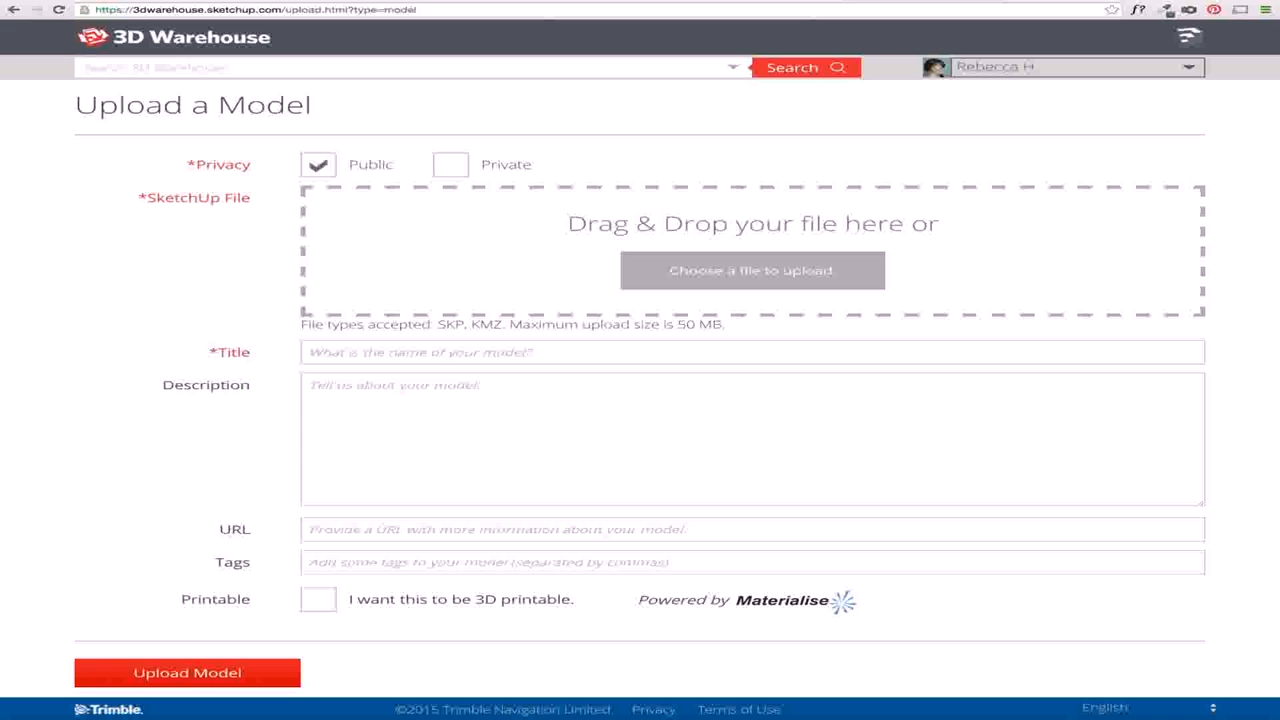 https://3dwarehouse.sketchup.com/upload.html?type=model
f?
3D Warehouse
Search 3D Warehouse
Search
Rebecca H
Upload a Model
*Privacy
Public
Private
*SketchUp File
Drag & Drop your file here or
Choose a file to upload
File types accepted: SKP, KMZ. Maximum upload size is 50 MB.
*Title
What is the name of your model?
Description
Tell us about your model.
URL
Provide a URL with more information about your model.
Tags
Add some tags to your model (separated by commas)
Printable
I want this to be 3D printable.
Powered by Materialise
Upload Model
Trimble.
©2015 Trimble Navigation Limited
Privacy
Terms of Use
English